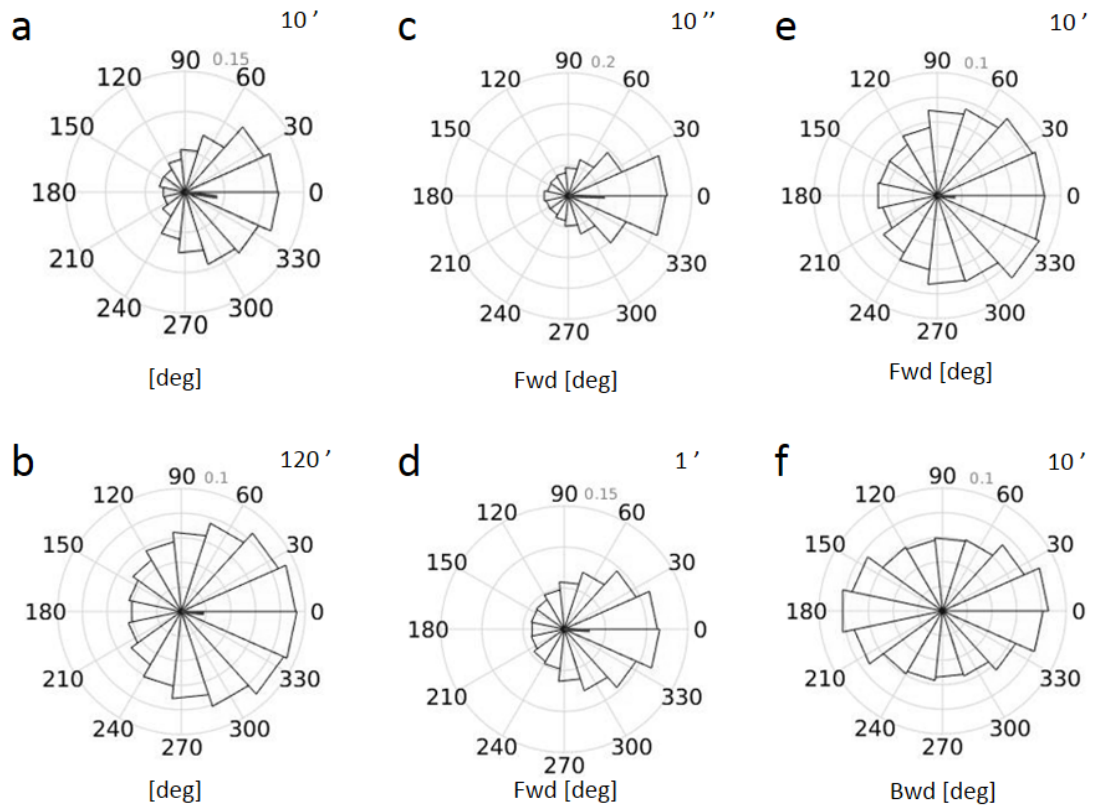 a 10 ’ c 10 ’’ e 10 ’
90 0.15 90 0.2 90 0.1
120 60 120 60 120 60
150 30 150 30 150 30
180 0 180 0 180 0
210 330 210 330 210 330
240 300 240 300 240 300
270 270 270
[deg] Fwd [deg] Fwd [deg]
b 120 ’ d 1 ’ f 10 ’
90 0.1 90 0.15 90 0.1
120 60 120 60 120 60
150 30 150 30 150 30
180 0 180 0 180 0
210 330 210 330 210 330
240 300 240 300 240 300
270 270 270
[deg] Fwd [deg] Bwd [deg]